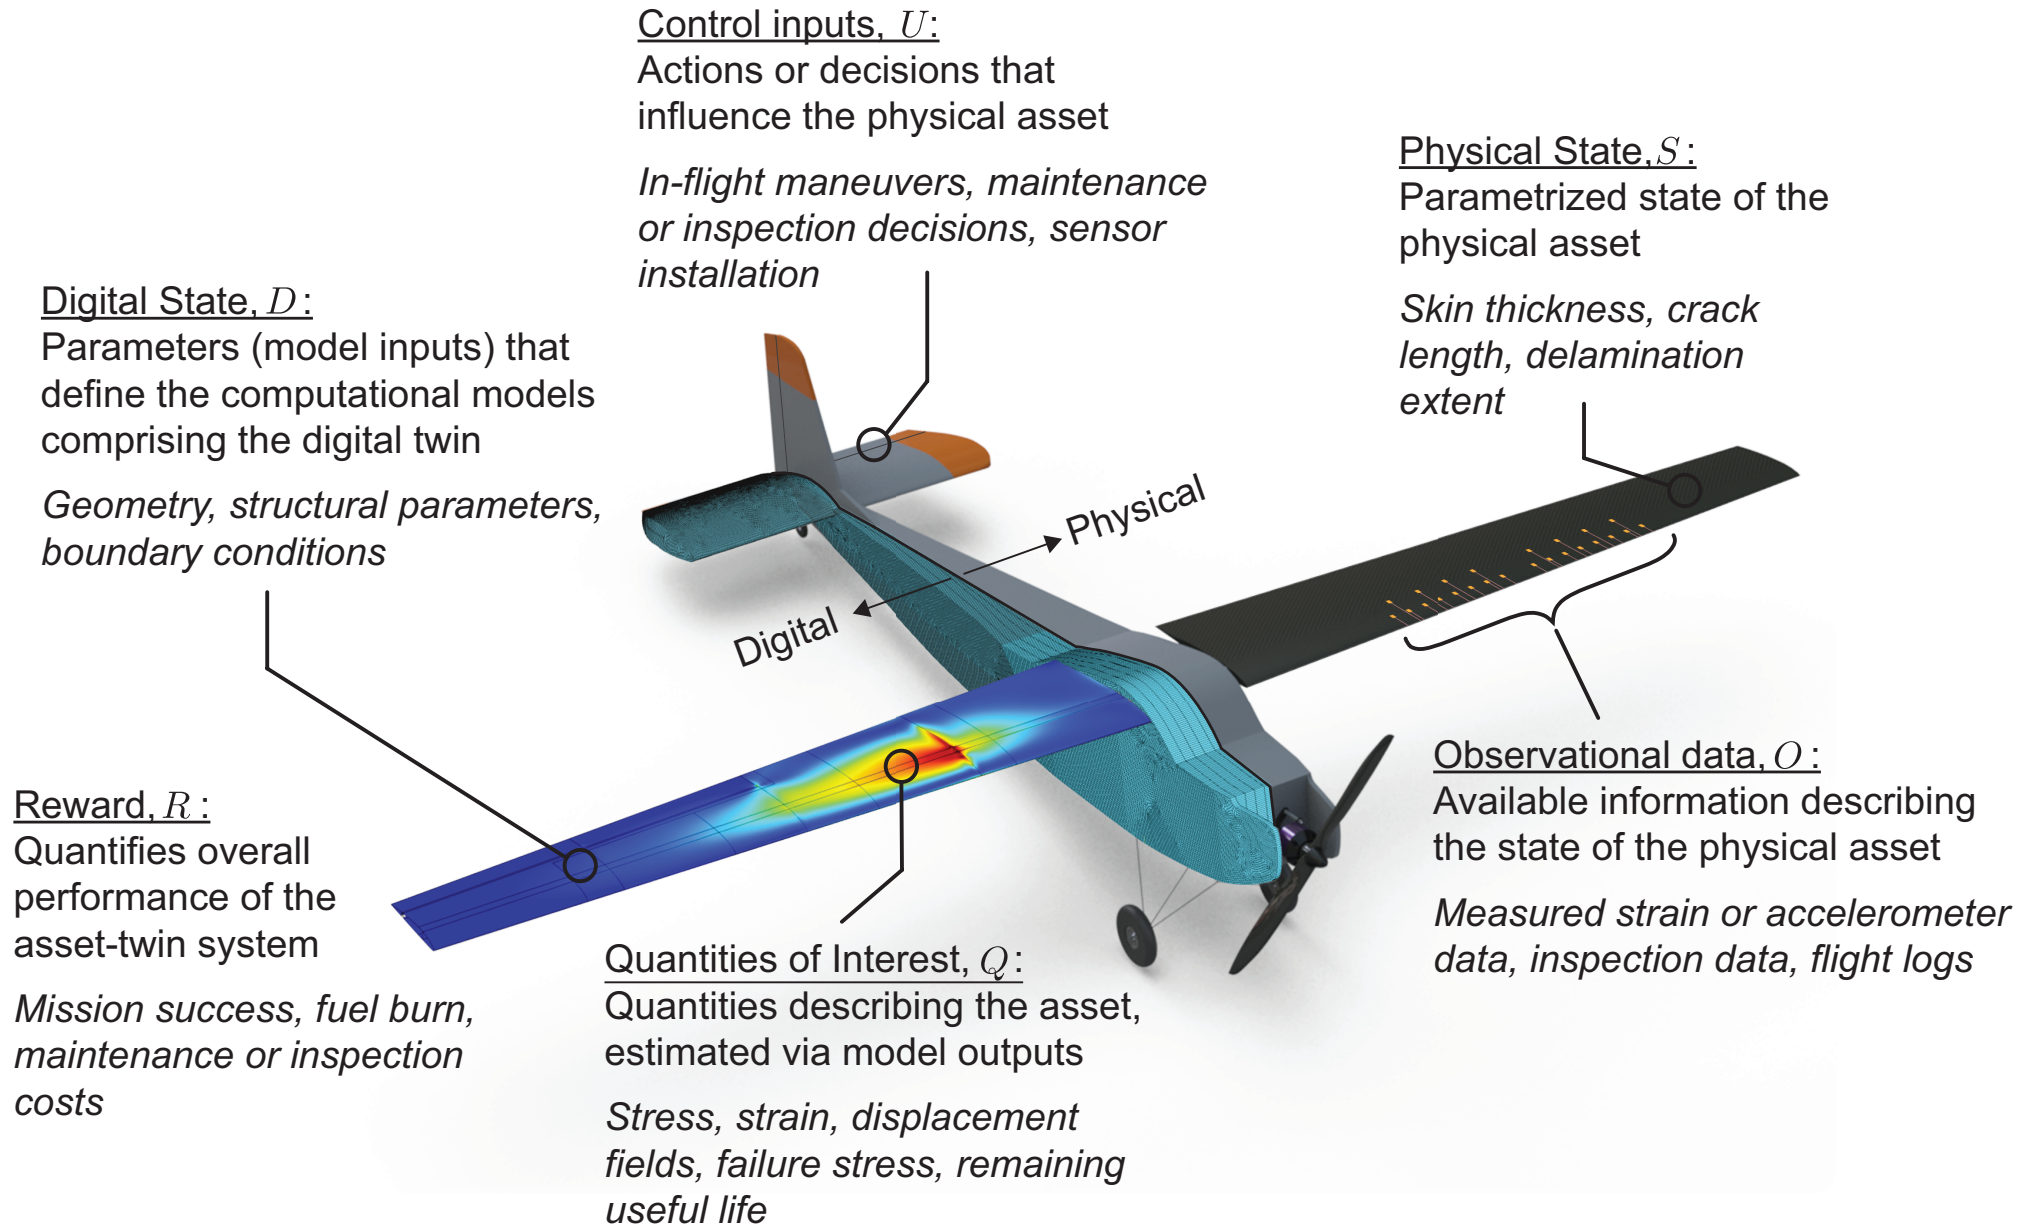 Control inputs, U:
Actions or decisions that
influence the physical asset
In-flight maneuvers, maintenance
or inspection decisions, sensor
installation
Physical State, S:
Parametrized state of the
physical asset
Skin thickness, crack
length, delamination
extent
Digital State, D:
Parameters (model inputs) that
define the computational models
comprising the digital twin
Geometry, structural parameters,
boundary conditions
Physical
Digital
Reward, R:
Quantifies overall
performance of the
asset-twin system
Mission success, fuel burn,
maintenance or inspection
costs
Quantities of Interest, Q:
Quantities describing the asset,
estimated via model outputs
Stress, strain, displacement
fields, failure stress, remaining
useful life
Observational data, O:
Available information describing
the state of the physical asset
Measured strain or accelerometer
data, inspection data, flight logs